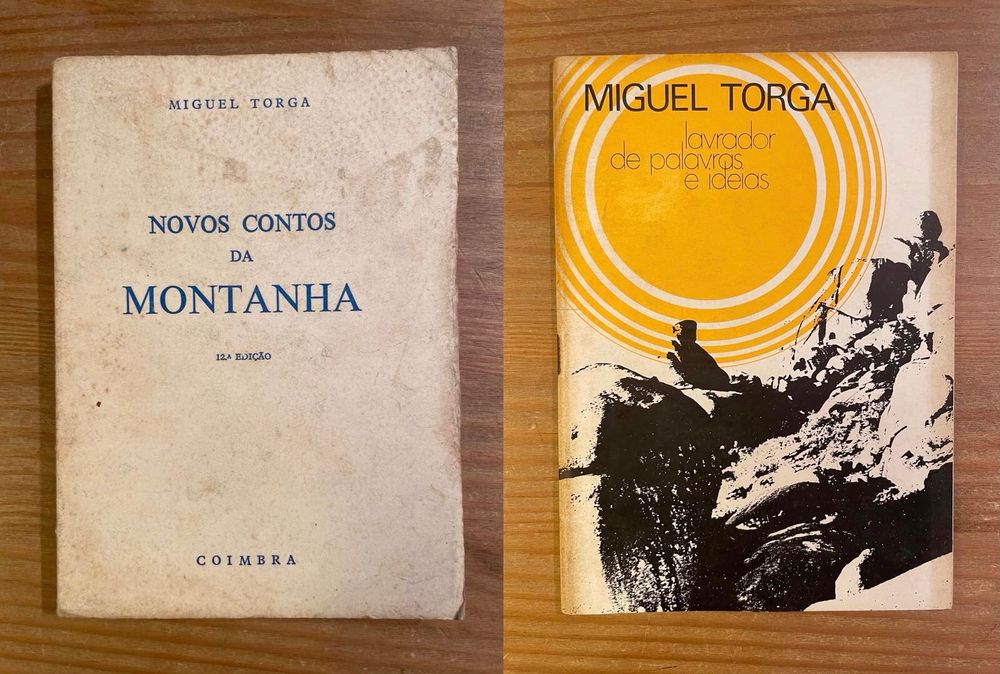 MIGUEL TORGA
NOVOS CONTOS
DA
MONTANHA
12.ª EDIÇÃO
COIMBRA
MIGUEL TORGA
lavrador
de palavras
e ideias